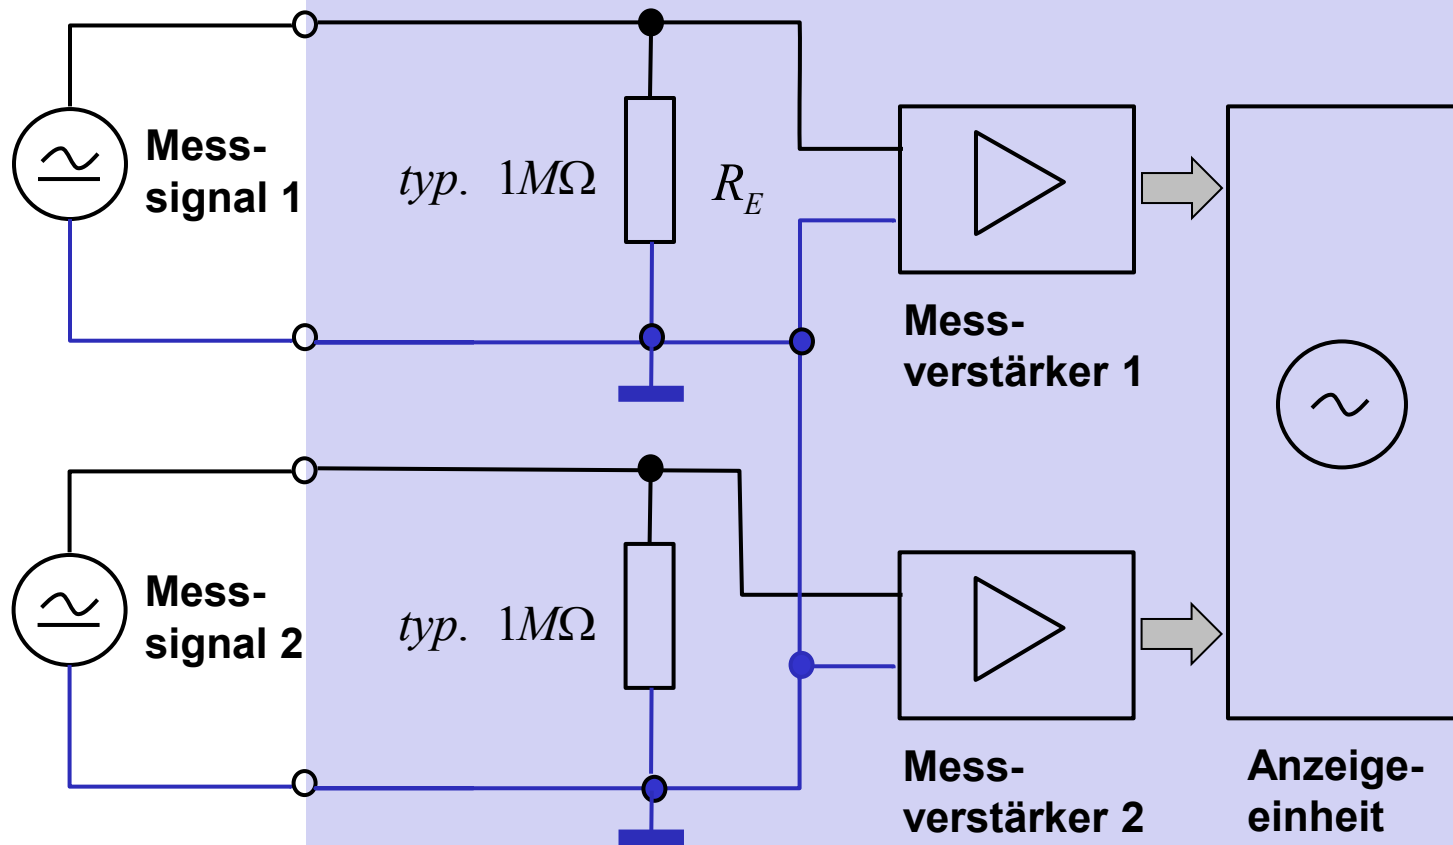 Mess-
signal 1
typ. 1MΩ
R_E
Mess-
verstärker 1
Mess-
signal 2
typ. 1MΩ
Mess-
verstärker 2
Anzeige-
einheit